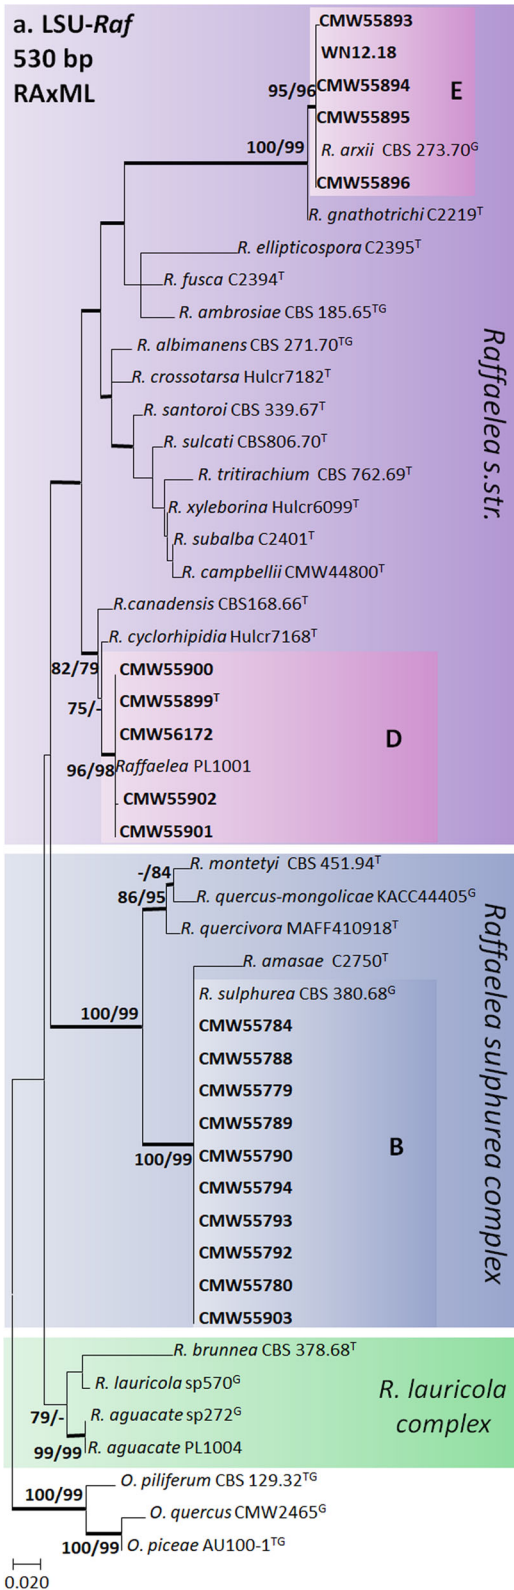 a. LSU-Raf
530 bp
RAxML
CMW55893
WN12.18
95/96
CMW55894
E
CMW55895
100/99
R. arxii CBS 273.70G
CMW55896
R. gnathotrichi C2219T
R. ellipticospora C2395T
R. fusca C2394T
R. ambrosiae CBS 185.65TG
R. albimanens CBS 271.70TG
R. crossotarsa Hulcr7182T
R. santoroi CBS 339.67T
R. sulcati CBS806.70T
R. tritirachium CBS 762.69T
R. xyleborina Hulcr6099T
R. subalba C2401T
R. campbellii CMW44800T
Raffaelea s.str.
R.canadensis CBS168.66T
R. cyclorhipidia Hulcr7168T
82/79
CMW55900
75/-
CMW55899T
CMW56172
D
96/98
Raffaelea PL1001
CMW55902
CMW55901
R. montetyi CBS 451.94T
-/84
86/95
R. quercus-mongolicae KACC44405G
R. quercivora MAFF410918T
R. amasae C2750T
R. sulphurea CBS 380.68G
100/99
CMW55784
CMW55788
CMW55779
CMW55789
100/99
CMW55790
B
CMW55794
CMW55793
CMW55792
CMW55780
CMW55903
Raffaelea sulphurea complex
R. brunnea CBS 378.68T
R. lauricola sp570G
79/-
R. aguacate sp272G
99/99
R. aguacate PL1004
R. lauricola
complex
O. piliferum CBS 129.32TG
100/99
O. quercus CMW2465G
100/99
O. piceae AU100-1TG
0.020